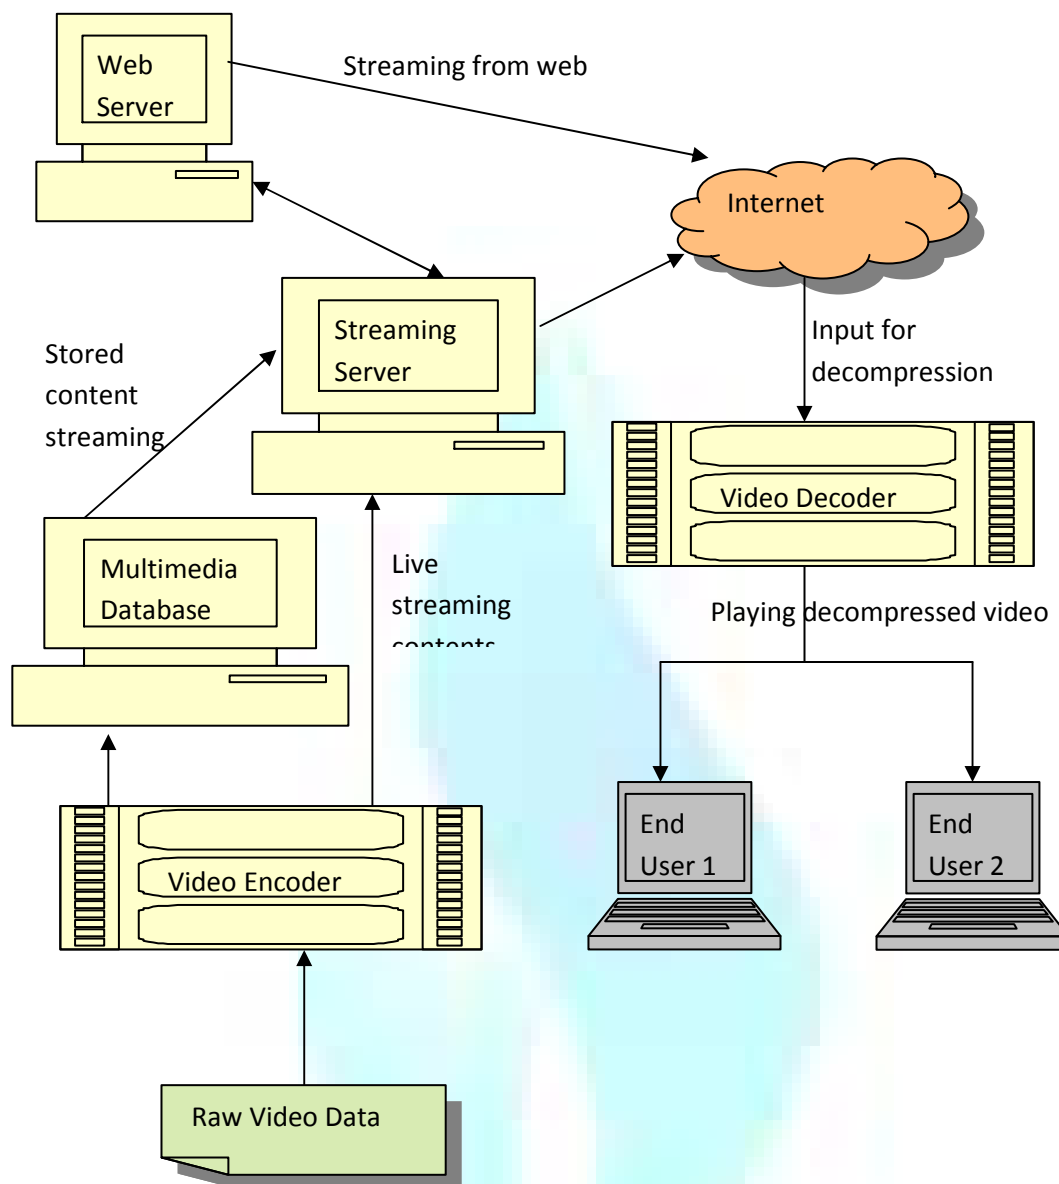 Web
Server
Streaming from web
Internet
Streaming
Server
Stored
content
streaming
Input for
decompression
Video Decoder
Multimedia
Database
Live
streaming
contents
Playing decompressed video
End
User 1
End
User 2
Video Encoder
Raw Video Data